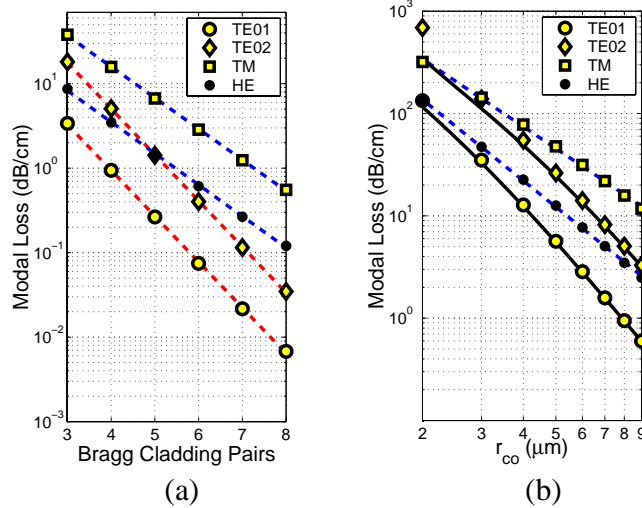 TE01
TE02
TM
HE
10^1
10^0
10^−1
10^−2
10^−3
3 4 5 6 7 8
Modal Loss (dB/cm)
Bragg Cladding Pairs
(a)
TE01
TE02
TM
HE
10^3
10^2
10^1
10^0
2 3 4 5 6 7 8 9
Modal Loss (dB/cm)
r_co (μm)
(b)